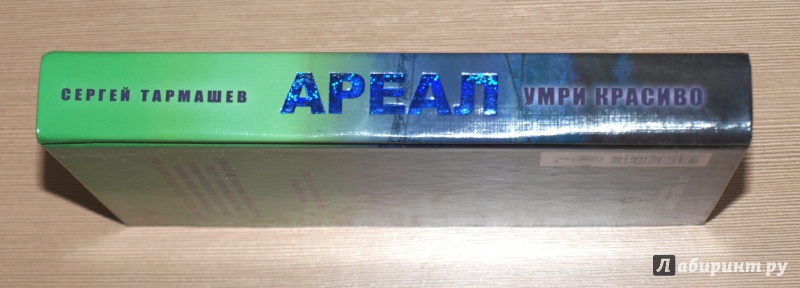 СЕРГЕЙ ТАРМАШЕВ АРЕАЛ УМРИ КРАСИВО
Лабиринт.ру